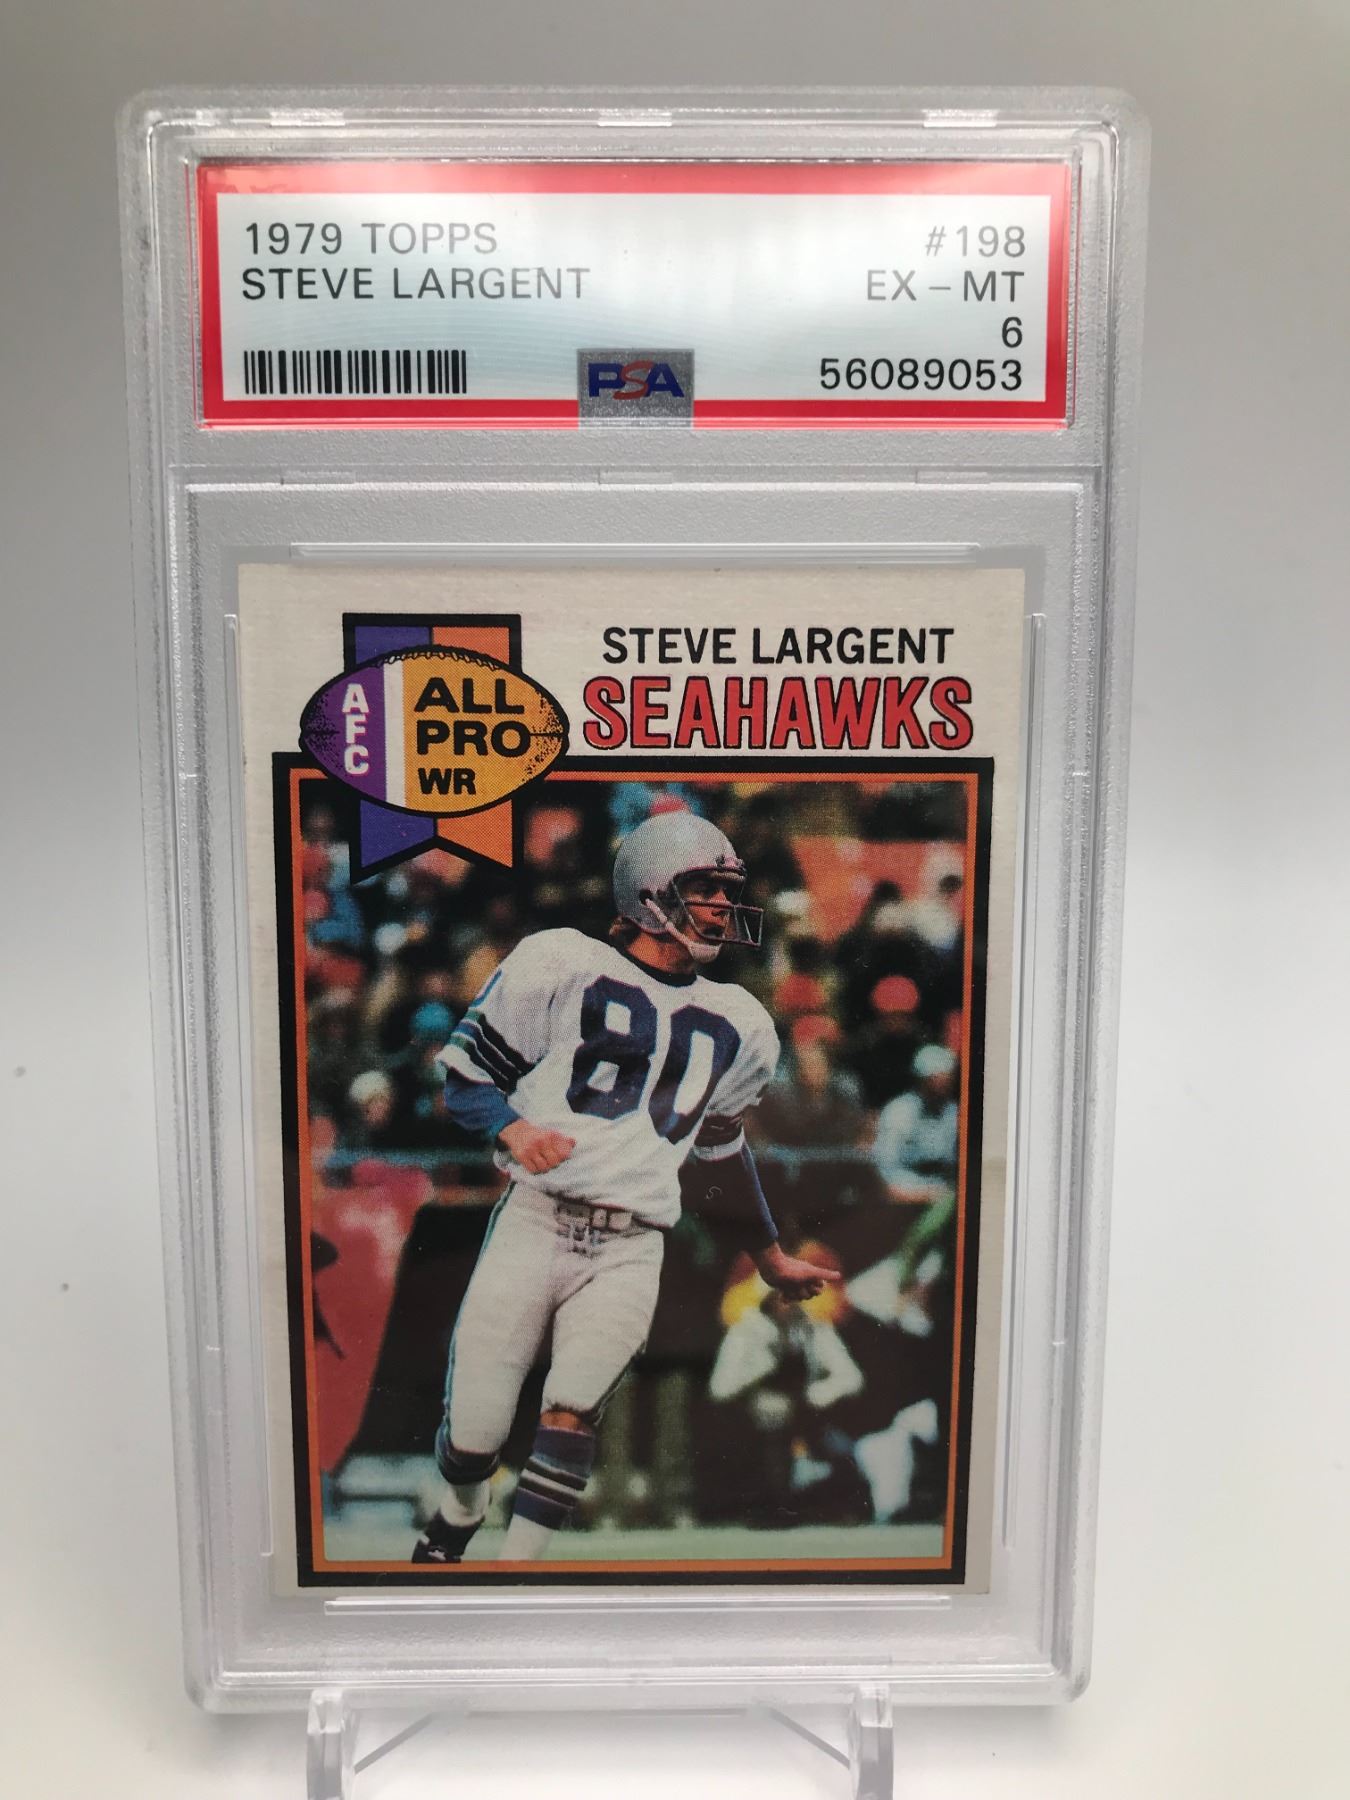 1979 TOPPS #198
STEVE LARGENT EX - MT
6
PSA 56089053
AFC
ALL
PRO
WR
STEVE LARGENT
SEAHAWKS
80